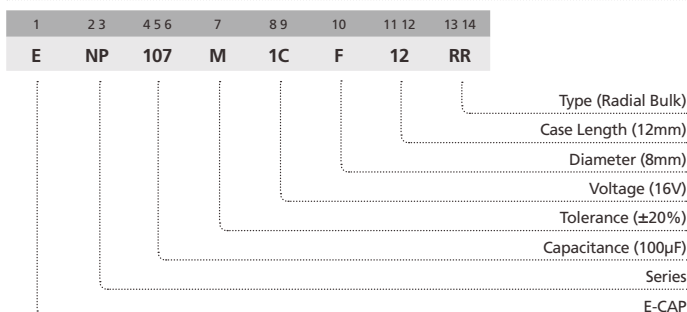 1 2 3 4 5 6 7 8 9 10 11 12 13 14
E NP 107 M 1C F 12 RR
Type (Radial Bulk)
Case Length (12mm)
Diameter (8mm)
Voltage (16V)
Tolerance (±20%)
Capacitance (100µF)
Series
E-CAP